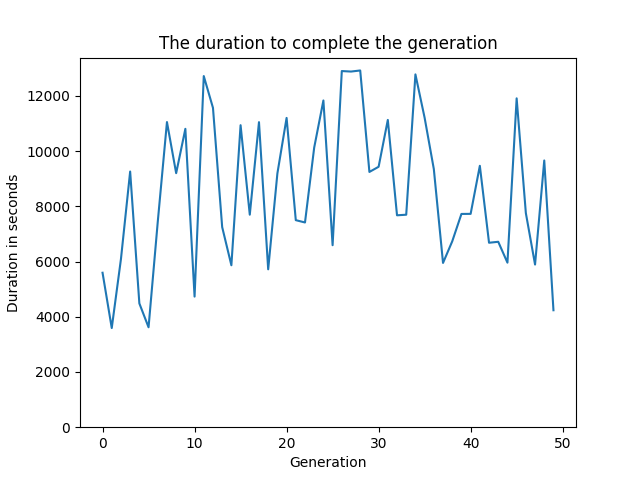 The duration to complete the generation
12000
10000
8000
6000
4000
2000
0
Duration in seconds
0 10 20 30 40 50
Generation